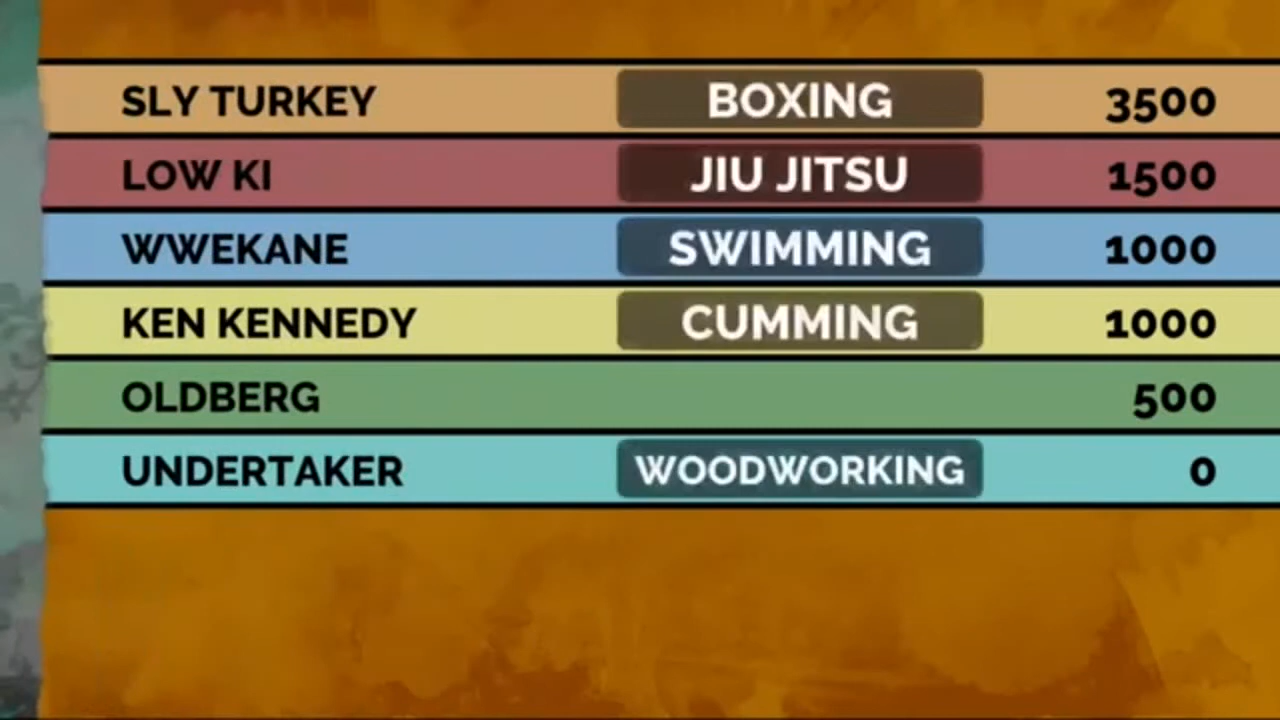 SLY TURKEY BOXING 3500
LOW KI JIU JITSU 1500
WWEKANE SWIMMING 1000
KEN KENNEDY CUMMING 1000
OLDBERG 500
UNDERTAKER WOODWORKING 0